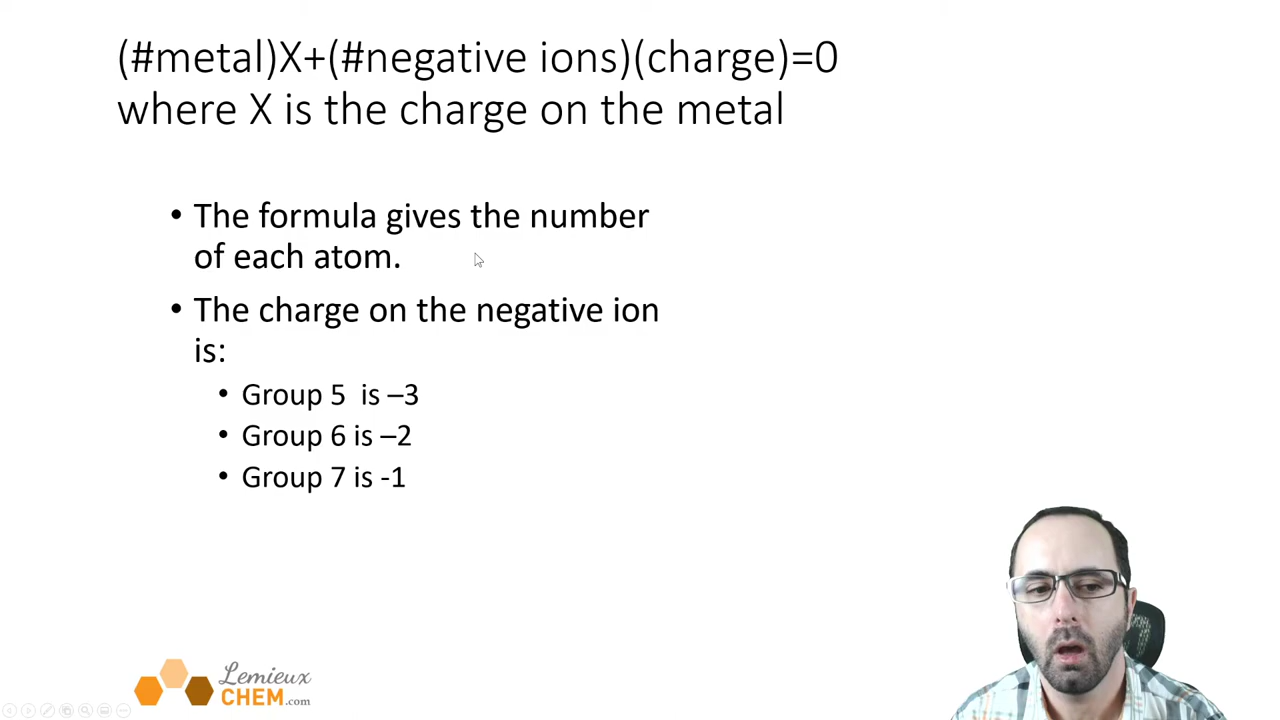 (#metal)X+(#negative ions)(charge)=0
where X is the charge on the metal
• The formula gives the number
of each atom.
• The charge on the negative ion
is:
• Group 5  is –3
• Group 6 is –2
• Group 7 is -1
Lemieux
CHEM.com